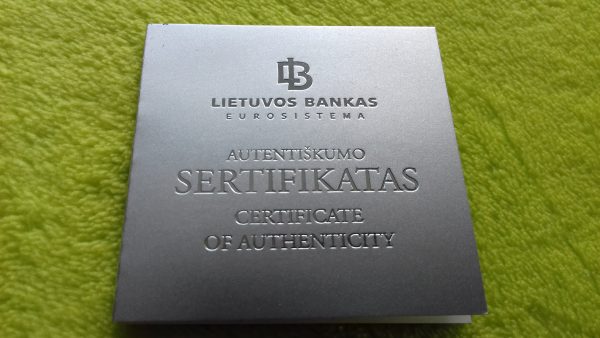 LB
LIETUVOS BANKAS
EUROSISTEMA
AUTENTIŠKUMO
SERTIFIKATAS
CERTIFICATE
OF AUTHENTICITY